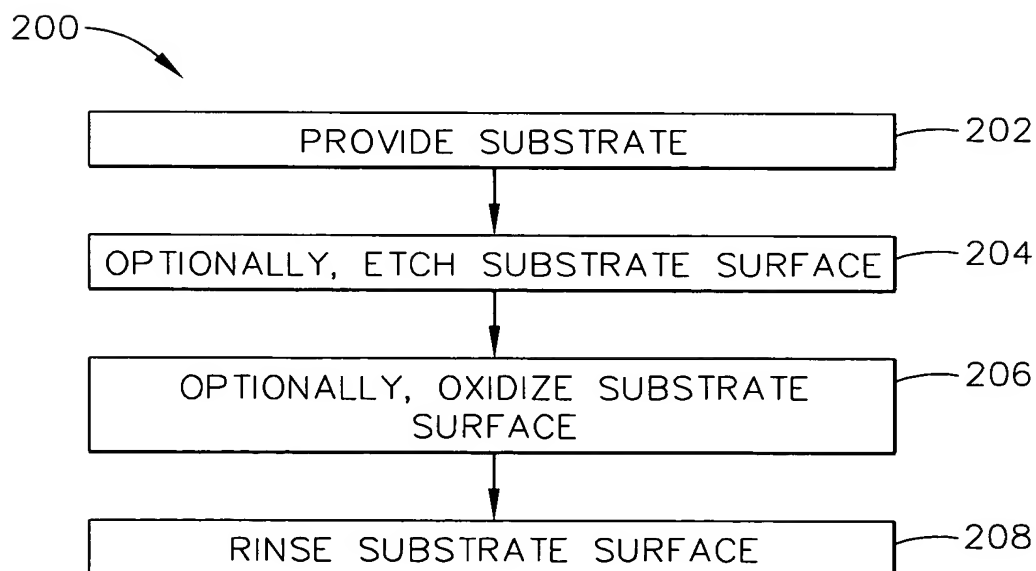 200
PROVIDE SUBSTRATE 202
OPTIONALLY, ETCH SUBSTRATE SURFACE 204
OPTIONALLY, OXIDIZE SUBSTRATE 206
SURFACE
RINSE SUBSTRATE SURFACE 208